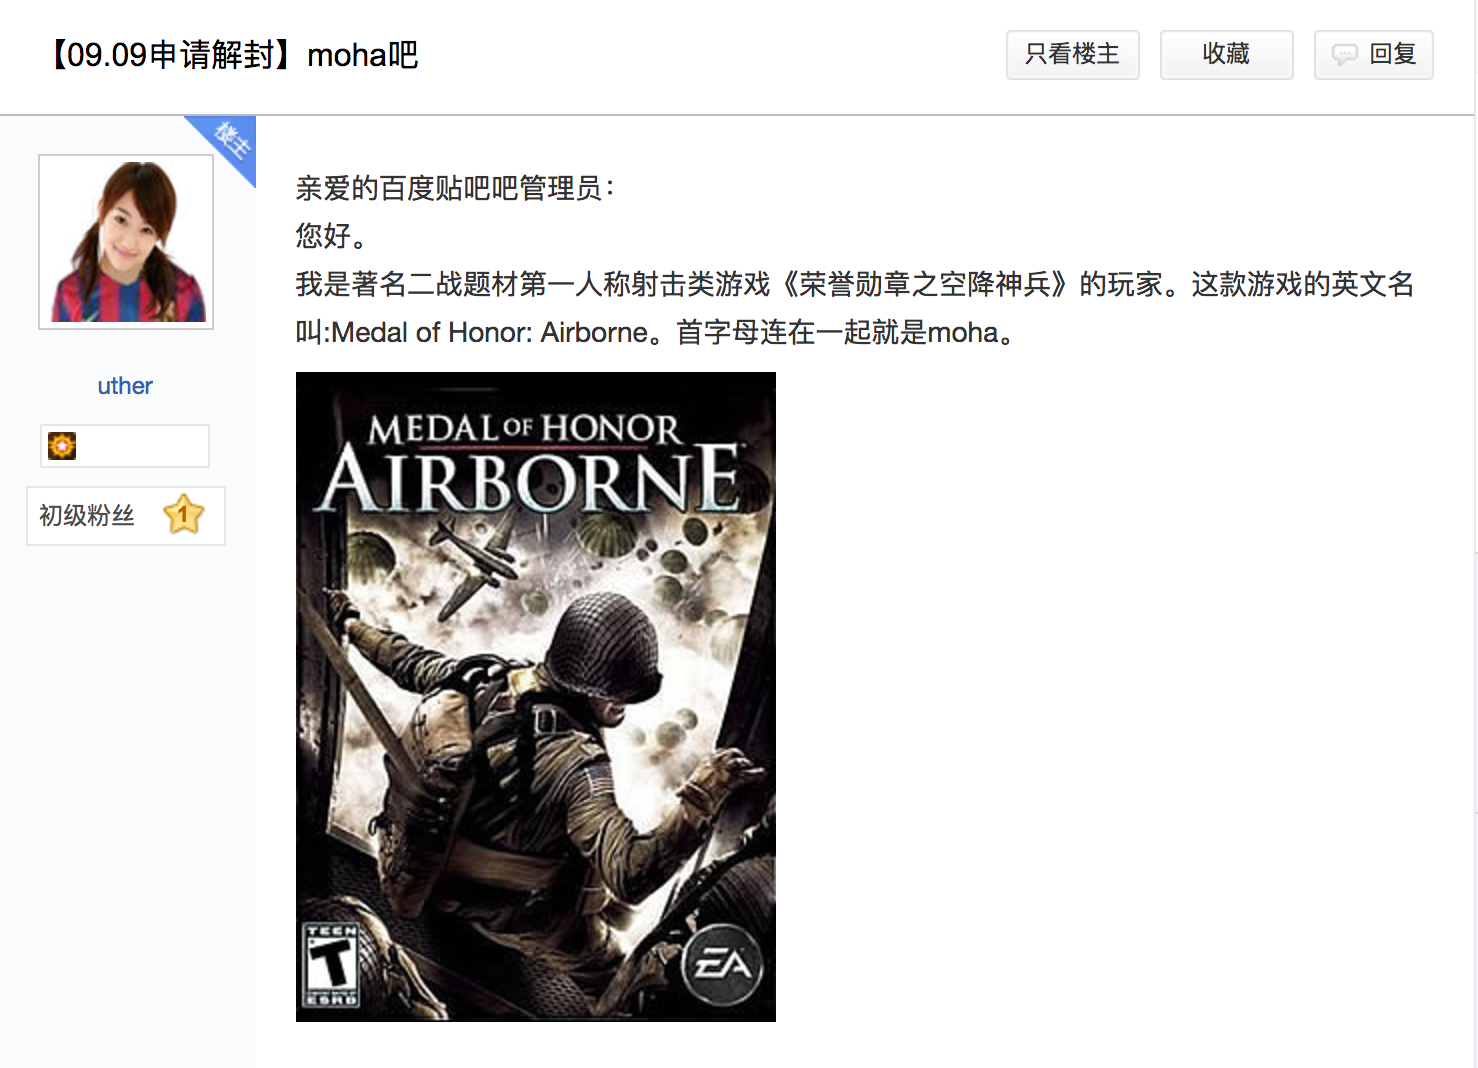 【09.09申请解封】moha吧
只看楼主
收藏
回复
楼主
uther
初级粉丝 1
亲爱的百度贴吧吧管理员：
您好。
我是著名二战题材第一人称射击类游戏《荣誉勋章之空降神兵》的玩家。这款游戏的英文名
叫:Medal of Honor: Airborne。首字母连在一起就是moha。
MEDAL OF HONOR
AIRBORNE
TEEN
T
ESRB
EA